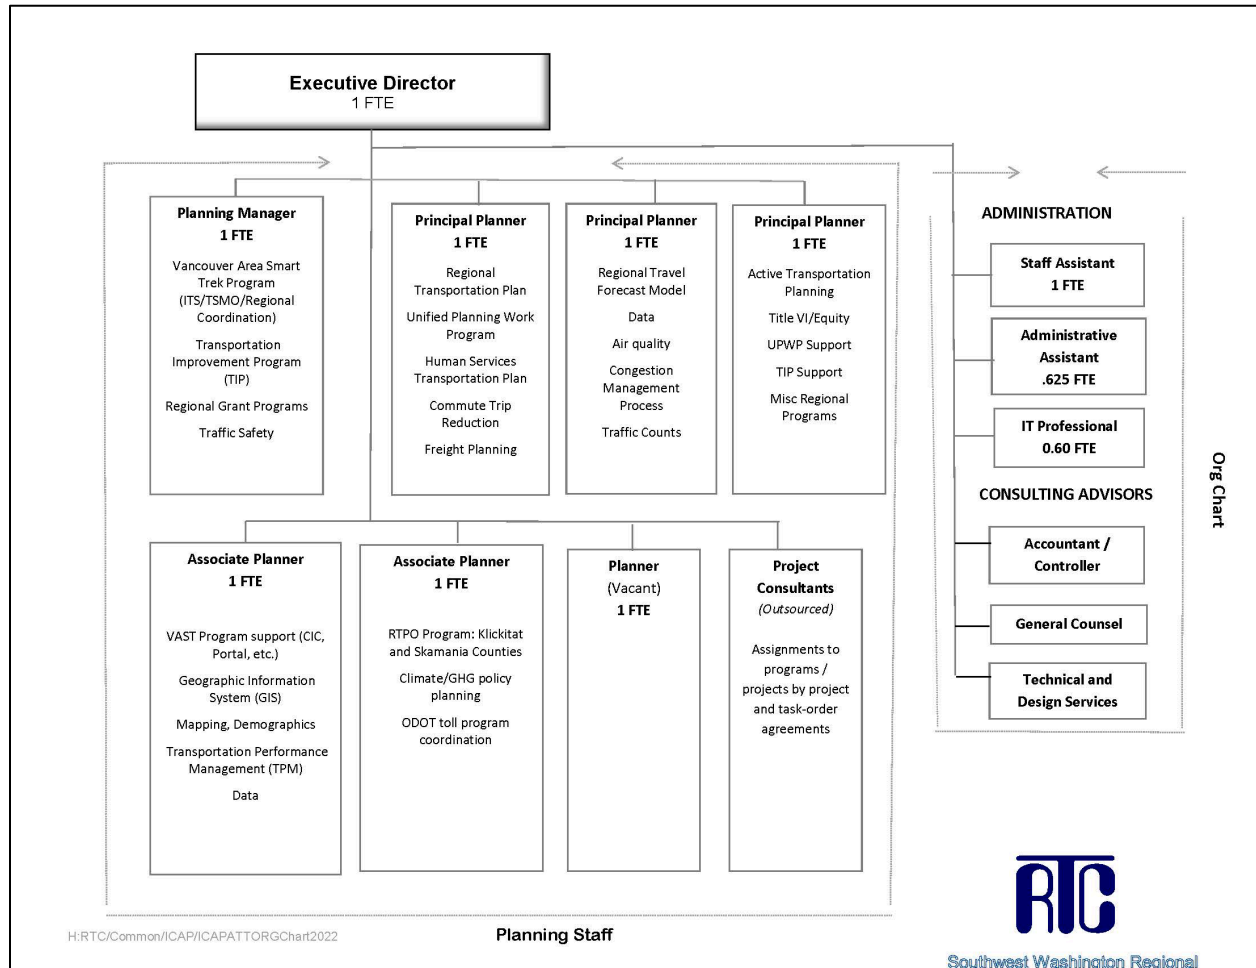 Executive Director
1 FTE
Planning Manager
1 FTE
Vancouver Area Smart
Trek Program
(ITS/TSMO/Regional
Coordination)
Transportation
Improvement Program
(TIP)
Regional Grant Programs
Traffic Safety
Principal Planner
1 FTE
Regional
Transportation Plan
Unified Planning Work
Program
Human Services
Transportation Plan
Commute Trip
Reduction
Freight Planning
Principal Planner
1 FTE
Regional Travel
Forecast Model
Data
Air quality
Congestion
Management
Process
Traffic Counts
Principal Planner
1 FTE
Active Transportation
Planning
Title VI/Equity
UPWP Support
TIP Support
Misc Regional
Programs
Associate Planner
1 FTE
VAST Program support (CIC,
Portal, etc.)
Geographic Information
System (GIS)
Mapping, Demographics
Transportation Performance
Management (TPM)
Data
Associate Planner
1 FTE
RTPO Program: Klickitat
and Skamania Counties
Climate/GHG policy
planning
ODOT toll program
coordination
Planner
(Vacant)
1 FTE
Project
Consultants
(Outsourced)
Assignments to
programs /
projects by project
and task-order
agreements
ADMINISTRATION
Staff Assistant
1 FTE
Administrative
Assistant
.625 FTE
IT Professional
0.60 FTE
CONSULTING ADVISORS
Accountant /
Controller
General Counsel
Technical and
Design Services
Org Chart
H:RTC/Common/ICAP/ICAPATTORGChart2022
Planning Staff
RTC
Southwest Washington Regional